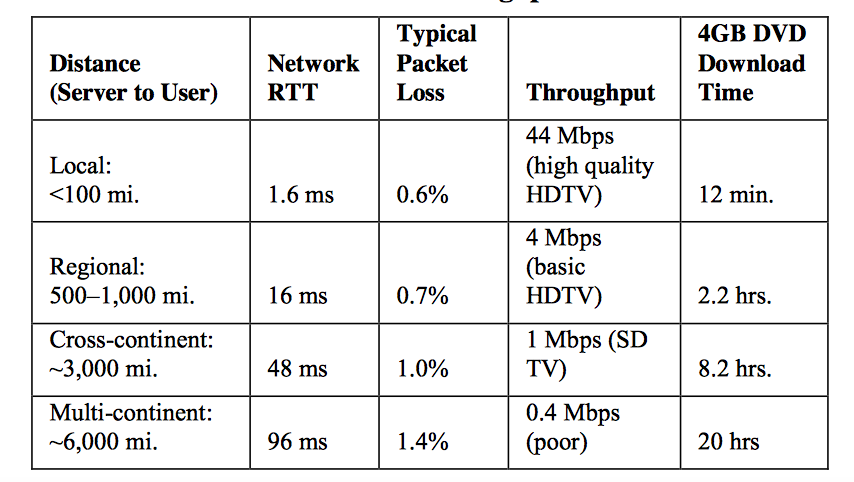 Distance
(Server to User)
Network
RTT
Typical
Packet
Loss
Throughput
4GB DVD
Download
Time
Local:
<100 mi.
1.6 ms
0.6%
44 Mbps
(high quality
HDTV)
12 min.
Regional:
500–1,000 mi.
16 ms
0.7%
4 Mbps
(basic
HDTV)
2.2 hrs.
Cross-continent:
~3,000 mi.
48 ms
1.0%
1 Mbps (SD
TV)
8.2 hrs.
Multi-continent:
~6,000 mi.
96 ms
1.4%
0.4 Mbps
(poor)
20 hrs